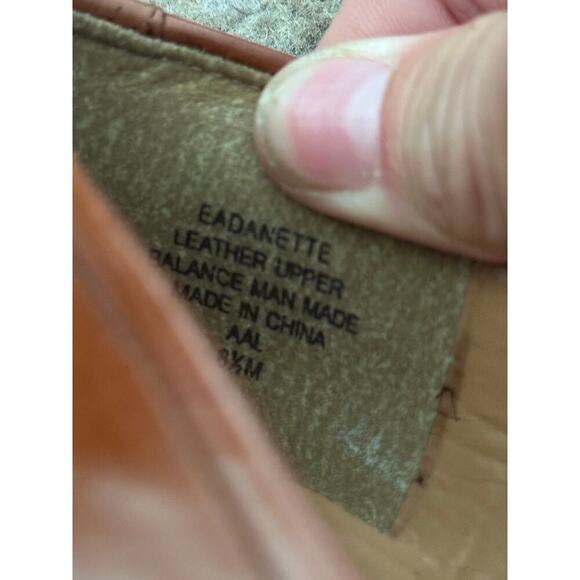 EADANETTE
LEATHER UPPER
BALANCE MAN MADE
MADE IN CHINA
AAL
8½M